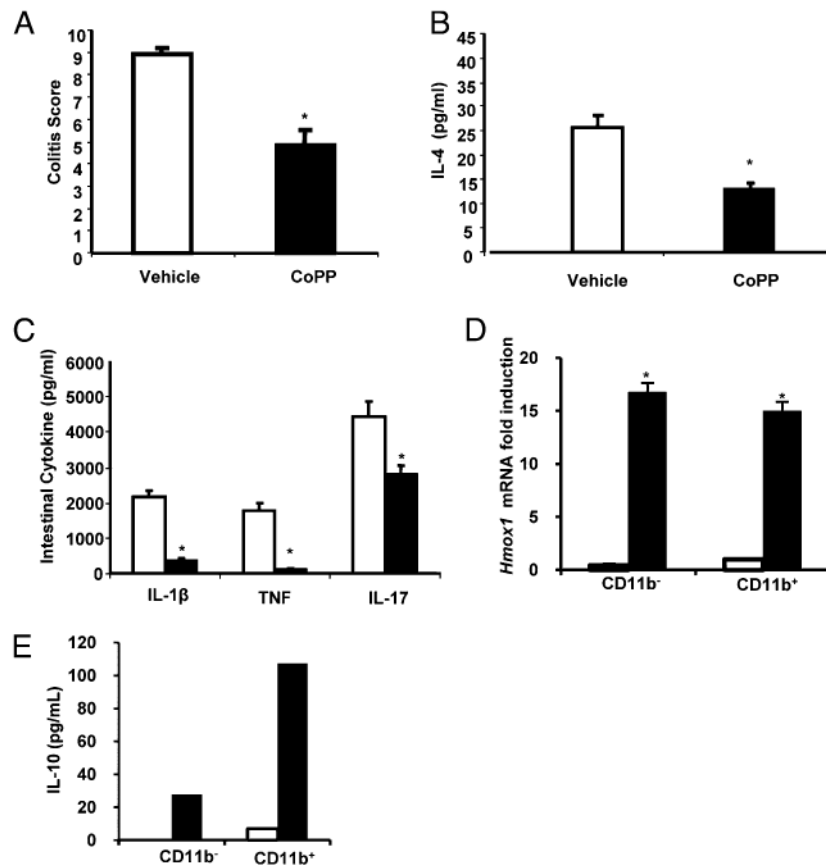 A
Colitis Score
10
9
8
7
6
5
4
3
2
1
0
*
Vehicle CoPP
B
IL-4 (pg/ml)
45
40
35
30
25
20
15
10
5
0
*
Vehicle CoPP
C
Intestinal Cytokine (pg/ml)
6000
5000
4000
3000
2000
1000
0
* * *
IL-1β TNF IL-17
D
Hmox1 mRNA fold induction
20
15
10
5
0
* *
CD11b⁻ CD11b⁺
E
IL-10 (pg/mL)
120
100
80
60
40
20
0
CD11b⁻ CD11b⁺